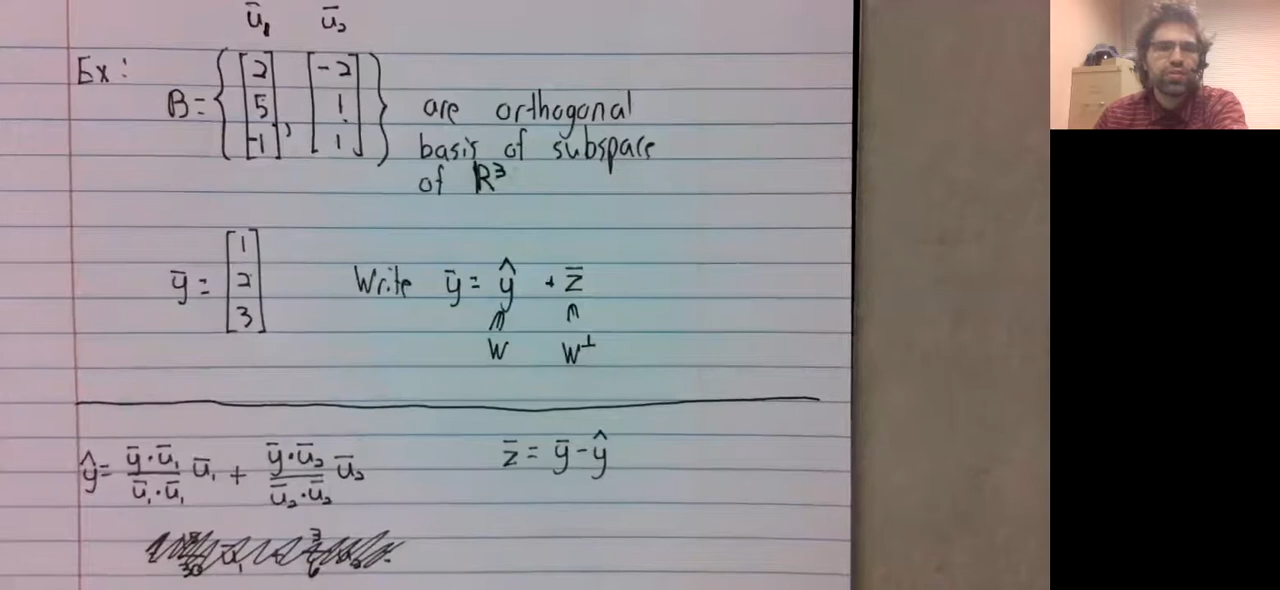 ū₁ ū₂
Ex:
B = { [2 5 -1], [-2 1 1] } are orthogonal
basis of subspace
of ℝ³
ȳ = [1 2 3] Write ȳ = ŷ + z̄
∈ ∈
W W⊥
ŷ = (ȳ·ū₁)/(ū₁·ū₁) ū₁ + (ȳ·ū₂)/(ū₂·ū₂) ū₂ z̄ = ȳ - ŷ